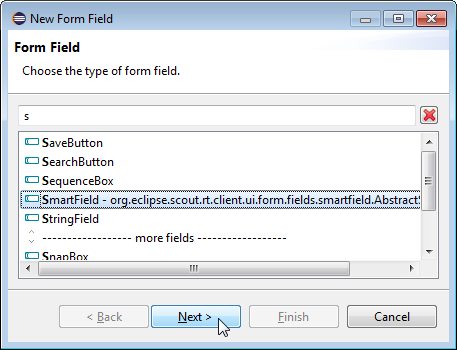 New Form Field
Form Field
Choose the type of form field.
s
SaveButton
SearchButton
SequenceBox
SmartField - org.eclipse.scout.rt.client.ui.form.fields.smartfield.Abstract
StringField
------------------ more fields ------------------
SnapBox
< Back
Next >
Finish
Cancel